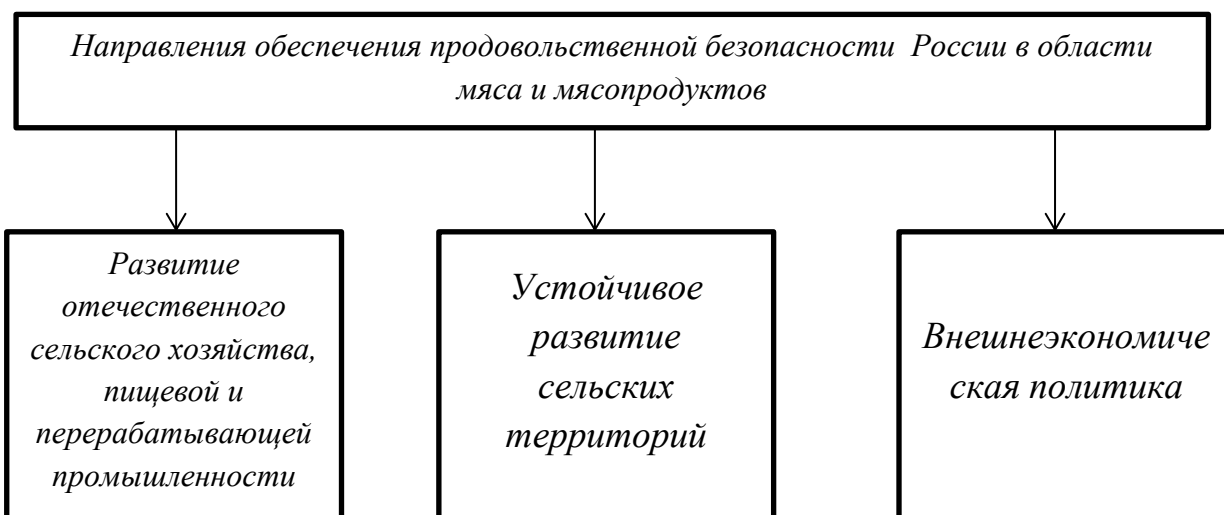 Направления обеспечения продовольственной безопасности России в области
мяса и мясопродуктов
Развитие
отечественного
сельского хозяйства,
пищевой и
перерабатывающей
промышленности
Устойчивое
развитие
сельских
территорий
Внешнеэкономиче
ская политика